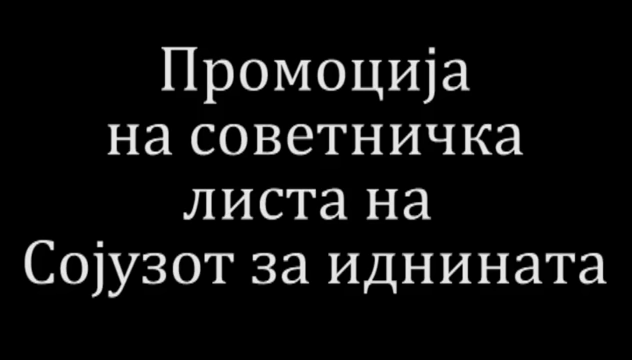 Промоција
на советничка
листа на
Сојузот за иднината